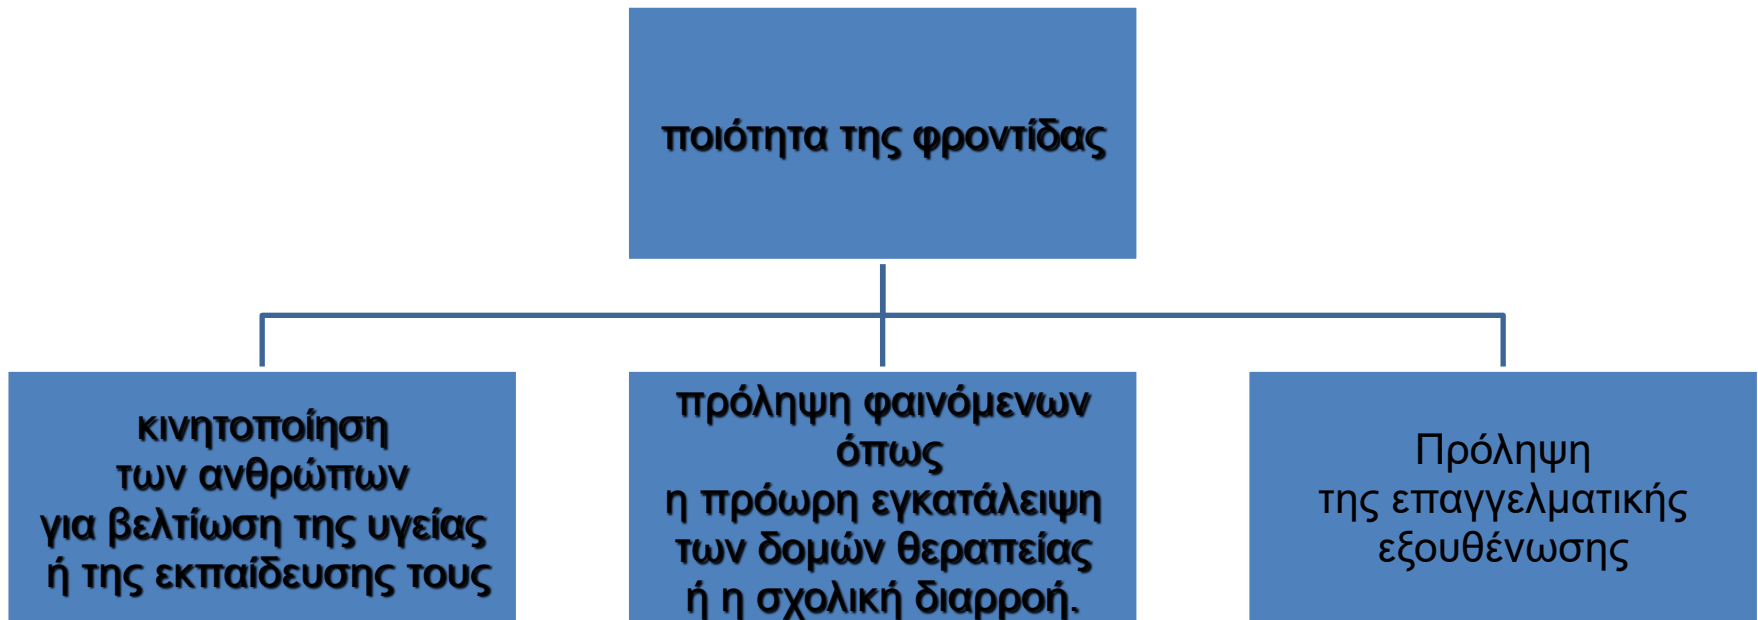 ποιότητα της φροντίδας
κινητοποίηση
των ανθρώπων
για βελτίωση της υγείας
ή της εκπαίδευσης τους
πρόληψη φαινόμενων
όπως
η πρόωρη εγκατάλειψη
των δομών θεραπείας
ή η σχολική διαρροή.
Πρόληψη
της επαγγελματικής
εξουθένωσης